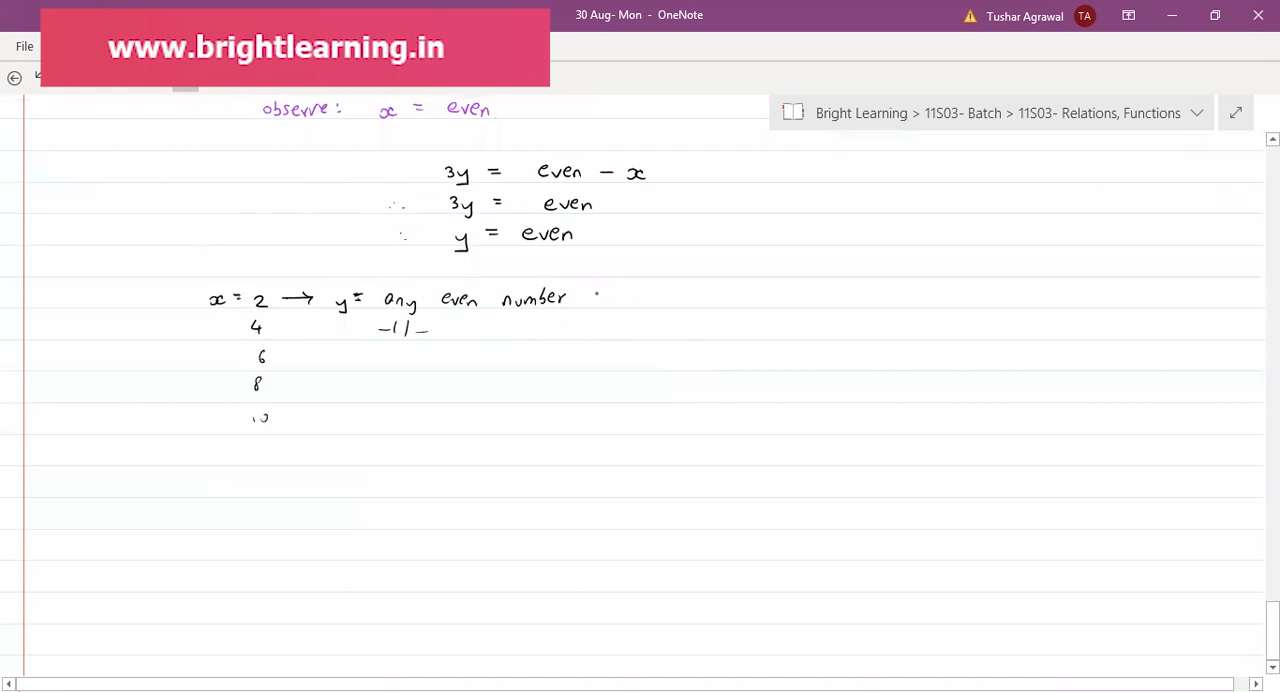 30 Aug- Mon - OneNote
Tushar Agrawal TA
File
www.brightlearning.in
Bright Learning > 11S03- Batch > 11S03- Relations, Functions
observe: x = even
3y = even - x
∴ 3y = even
∴ y = even
x = 2 → y = any even number
4 -11-
6
8
10